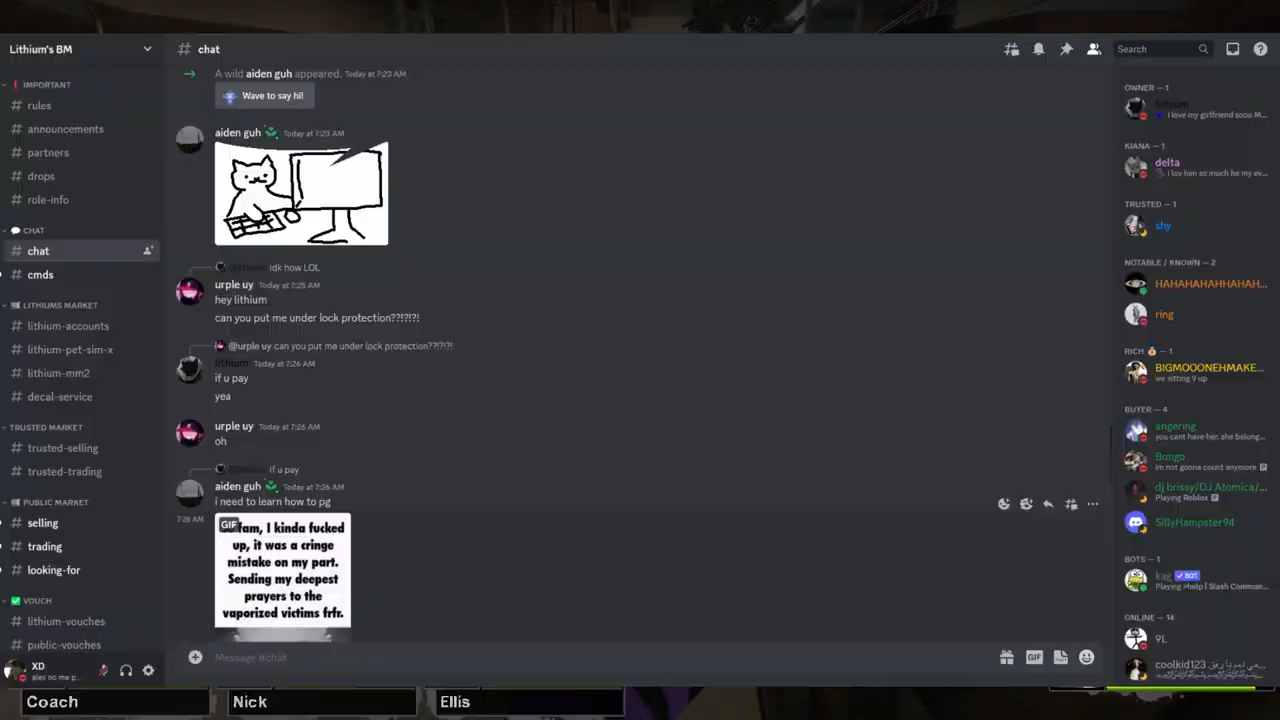 Lithium's BM
IMPORTANT
rules
announcements
partners
drops
role-info
CHAT
chat
cmds
LITHIUMS MARKET
lithium-accounts
lithium-pet-sim-x
lithium-mm2
decal-service
TRUSTED MARKET
trusted-selling
trusted-trading
PUBLIC MARKET
selling
trading
looking-for
VOUCH
lithium-vouches
public-vouches
XD
ales no me p...
# chat
Search
A wild aiden guh appeared. Today at 7:23 AM
Wave to say hi!
aiden guh Today at 7:23 AM
idk how LOL
urple uy Today at 7:25 AM
hey lithium
can you put me under lock protection??!?!?!
@urple uy can you put me under lock protection??!?!?!
lithium Today at 7:26 AM
if u pay
yea
urple uy Today at 7:26 AM
oh
if u pay
aiden guh Today at 7:26 AM
i need to learn how to pg
7:26 AM
GIF
fam, I kinda fucked
up, it was a cringe
mistake on my part.
Sending my deepest
prayers to the
vaporized victims frfr.
Message #chat
GIF
OWNER — 1
lithium
i love my girlfriend sooo M...
KIANA — 1
delta
i lov him so much he my ev...
TRUSTED — 1
shy
NOTABLE / KNOWN — 2
HAHAHAHAHHAHAH...
ring
RICH 💰 — 1
BIGMOOONEHMAKE...
we sitting 9 up
BUYER — 4
angering
you cant have her, she belong...
Bongo
im not gonna count anymore
dj brissy/DJ Atomica/...
Playing Roblox
SillyHampster94
BOTS — 1
kag BOT
Playing >help | Slash Comman...
ONLINE — 14
9L
coolkid123
Coach
Nick
Ellis